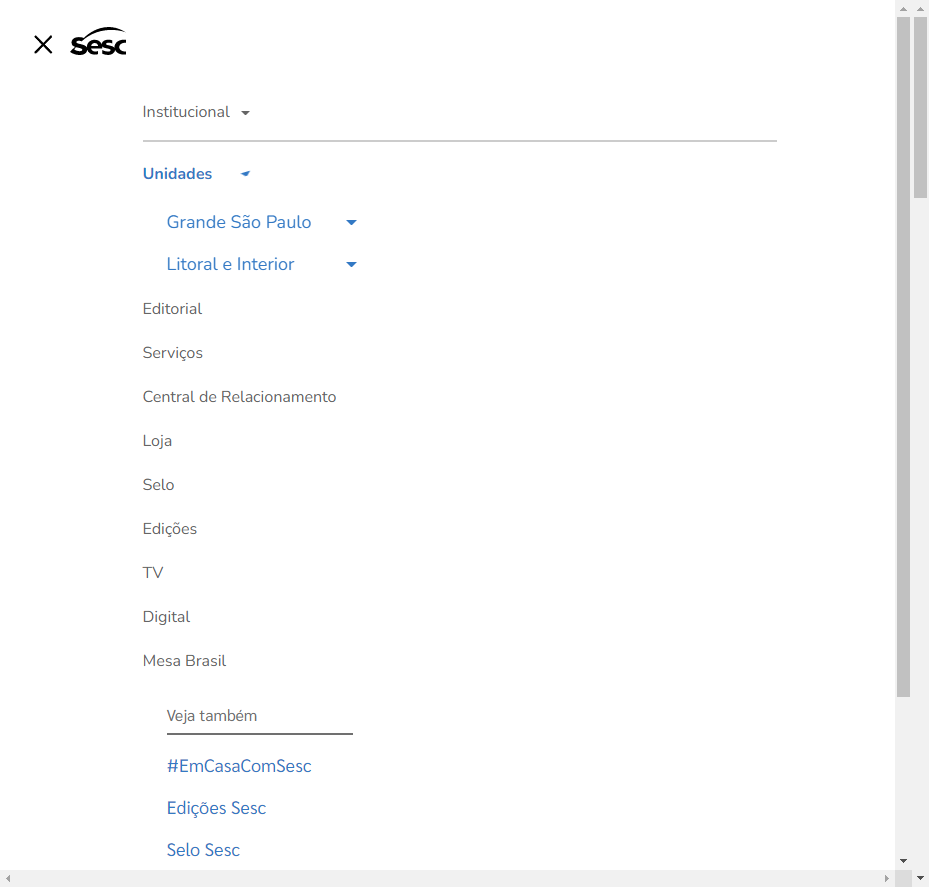 Sesc
Institucional
Unidades
Grande São Paulo
Litoral e Interior
Editorial
Serviços
Central de Relacionamento
Loja
Selo
Edições
TV
Digital
Mesa Brasil
Veja também
#EmCasaComSesc
Edições Sesc
Selo Sesc